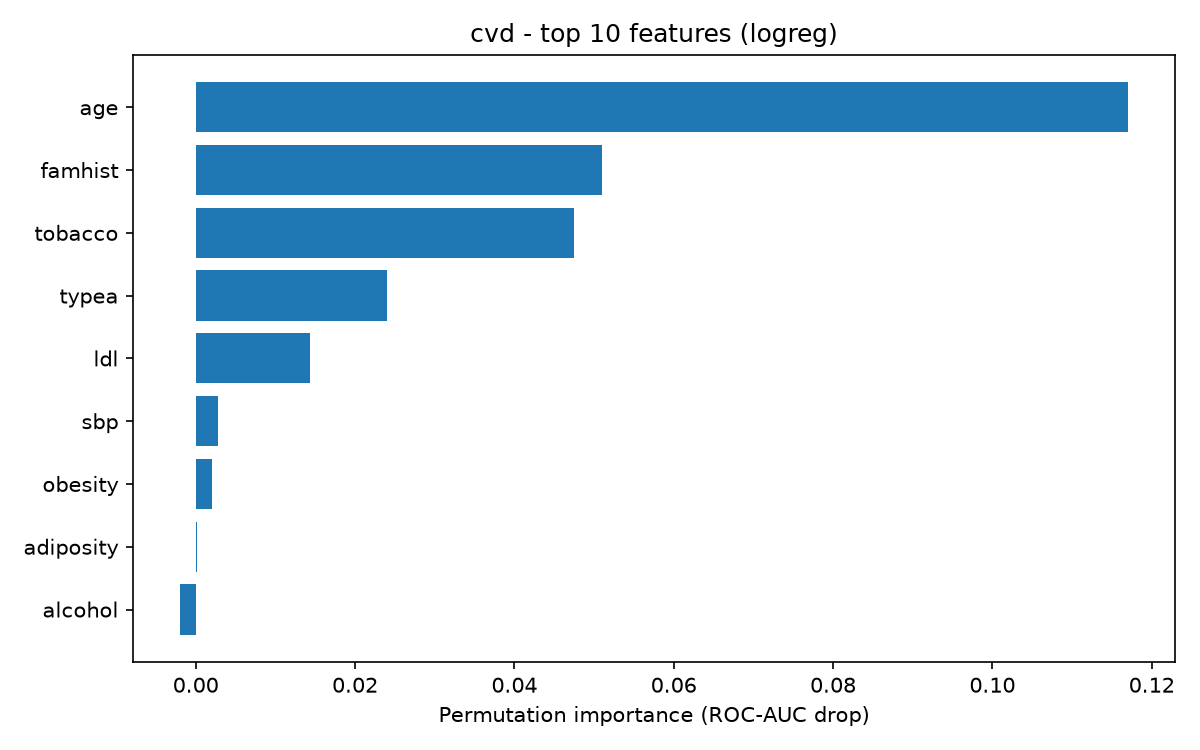 cvd - top 10 features (logreg)
age
famhist
tobacco
typea
ldl
sbp
obesity
adiposity
alcohol
0.00 0.02 0.04 0.06 0.08 0.10 0.12
Permutation importance (ROC-AUC drop)